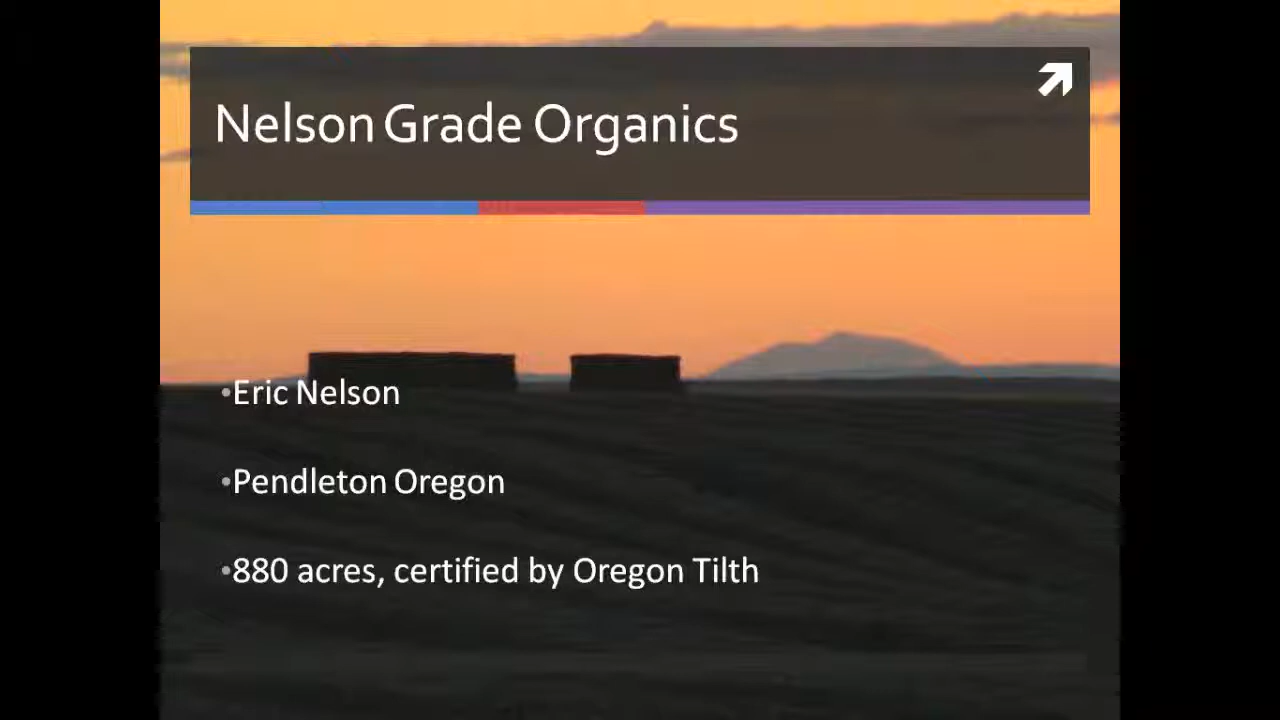 Nelson Grade Organics
•Eric Nelson
•Pendleton Oregon
•880 acres, certified by Oregon Tilth